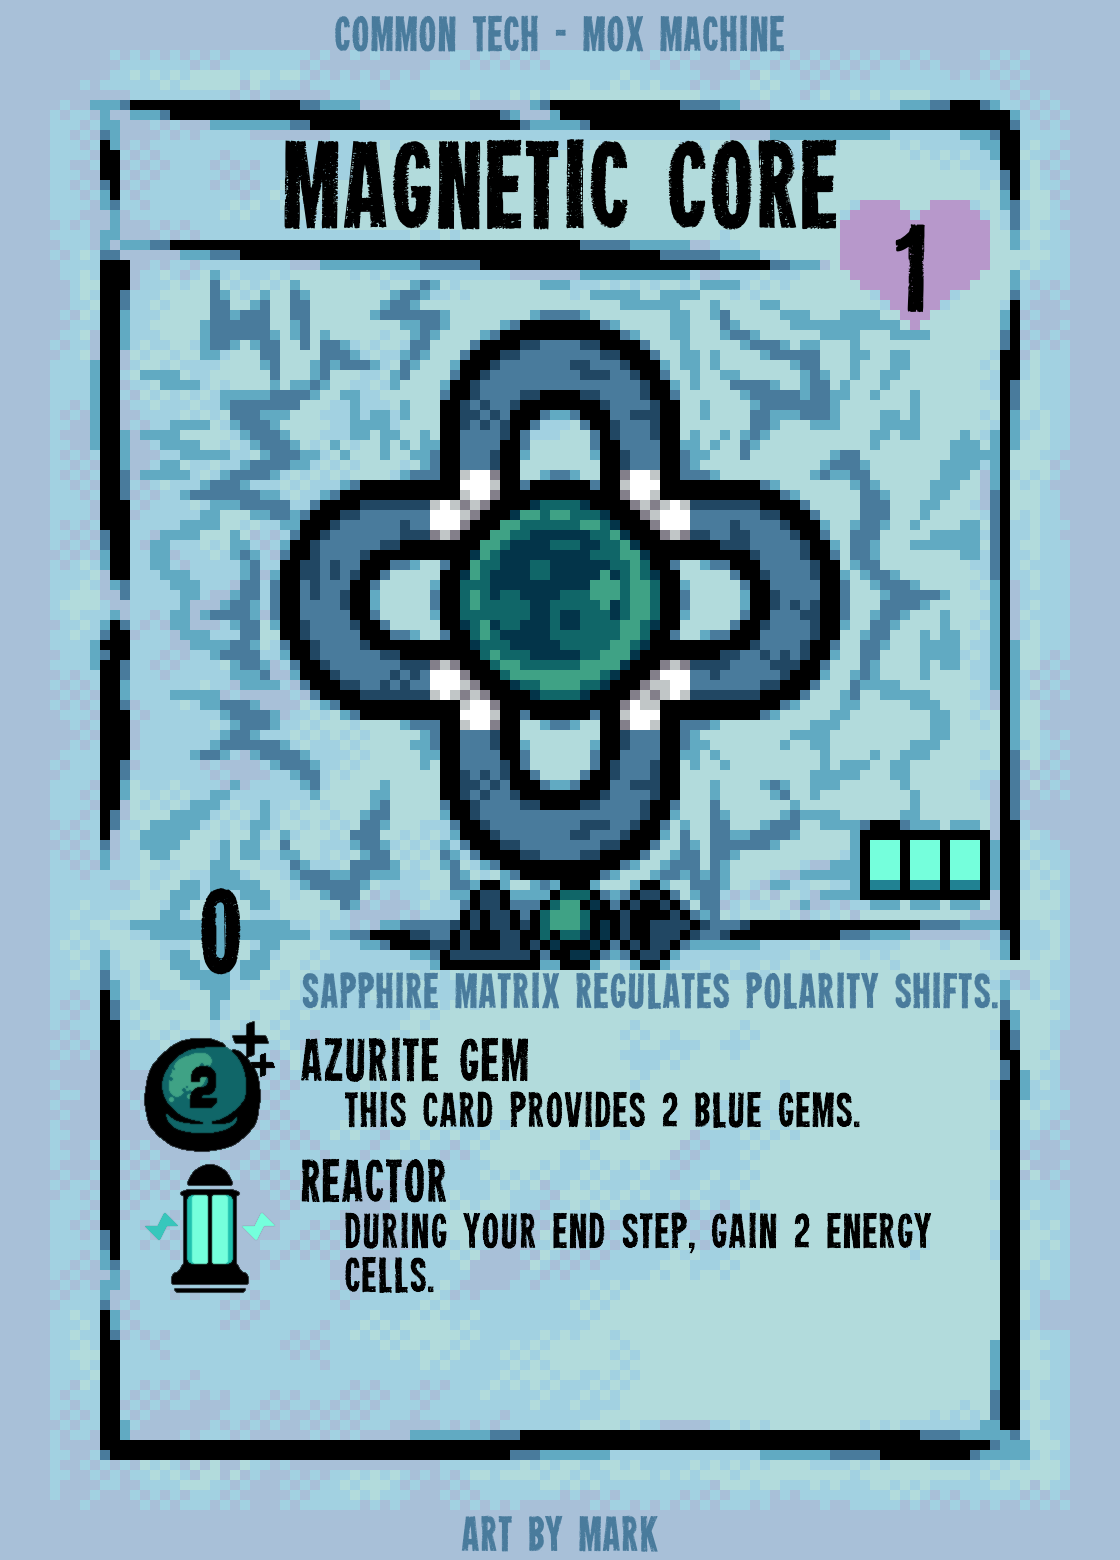 COMMON TECH - MOX MACHINE
MAGNETIC CORE
1
0
SAPPHIRE MATRIX REGULATES POLARITY SHIFTS.
2
AZURITE GEM
THIS CARD PROVIDES 2 BLUE GEMS.
REACTOR
DURING YOUR END STEP, GAIN 2 ENERGY
CELLS.
ART BY MARK